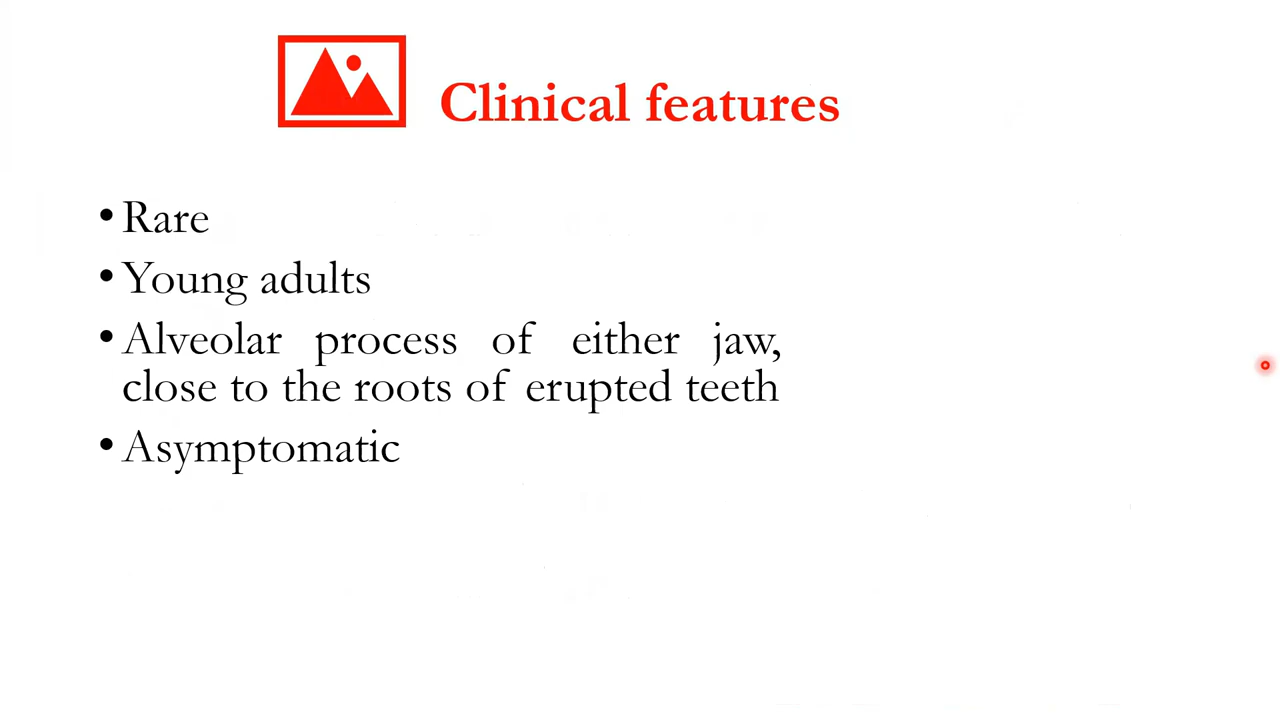 Clinical features
• Rare
• Young adults
• Alveolar process of either jaw,
close to the roots of erupted teeth
• Asymptomatic